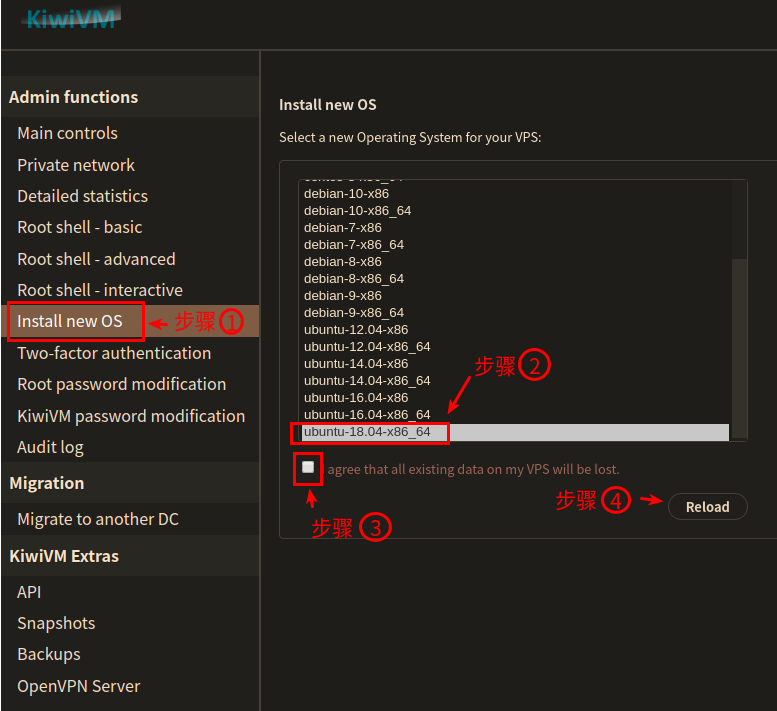 KiwiVM
Admin functions
Main controls
Private network
Detailed statistics
Root shell - basic
Root shell - advanced
Root shell - interactive
Install new OS
步骤①
Two-factor authentication
Root password modification
KiwiVM password modification
Audit log
Migration
Migrate to another DC
KiwiVM Extras
API
Snapshots
Backups
OpenVPN Server
Install new OS
Select a new Operating System for your VPS:
debian-10-x86
debian-10-x86_64
debian-7-x86
debian-7-x86_64
debian-8-x86
debian-8-x86_64
debian-9-x86
debian-9-x86_64
ubuntu-12.04-x86
ubuntu-12.04-x86_64
ubuntu-14.04-x86
ubuntu-14.04-x86_64
ubuntu-16.04-x86
ubuntu-16.04-x86_64
ubuntu-18.04-x86_64
步骤②
agree that all existing data on my VPS will be lost.
步骤③
步骤④
Reload